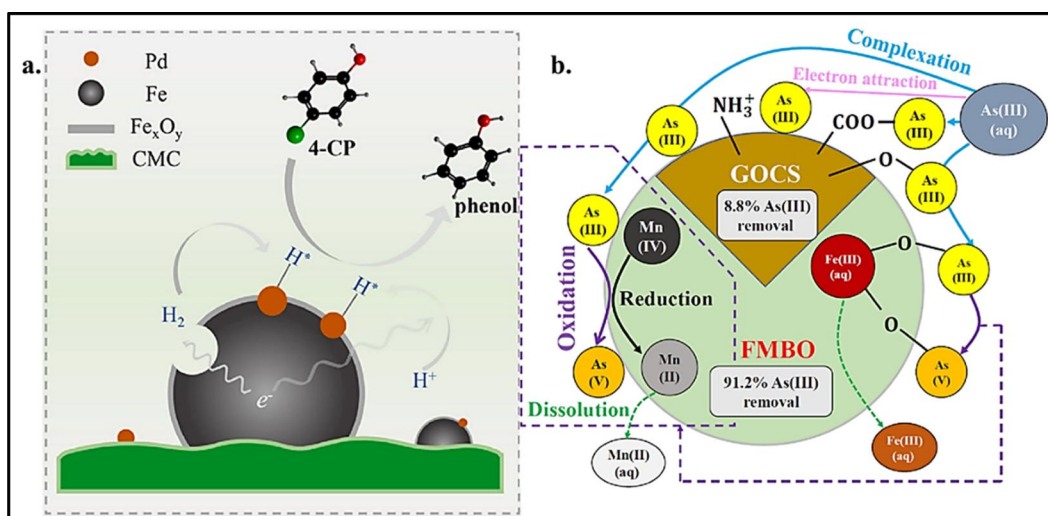 a.
Pd
Fe
FeₓOᵧ
CMC
4-CP
phenol
H*
H*
H₂
H⁺
e⁻
b.
Complexation
Electron attraction
As(III)
(aq)
NH₃⁺
As
(III)
COO
As
(III)
As
(III)
O
As
(III)
GOCS
8.8% As(III)
removal
As
(III)
Mn
(IV)
Fe(III)
(aq)
O
As
(III)
Oxidation
Reduction
O
FMBO
As
(V)
Mn
(II)
91.2% As(III)
removal
As
(V)
Dissolution
Mn(II)
(aq)
Fe(III)
(aq)